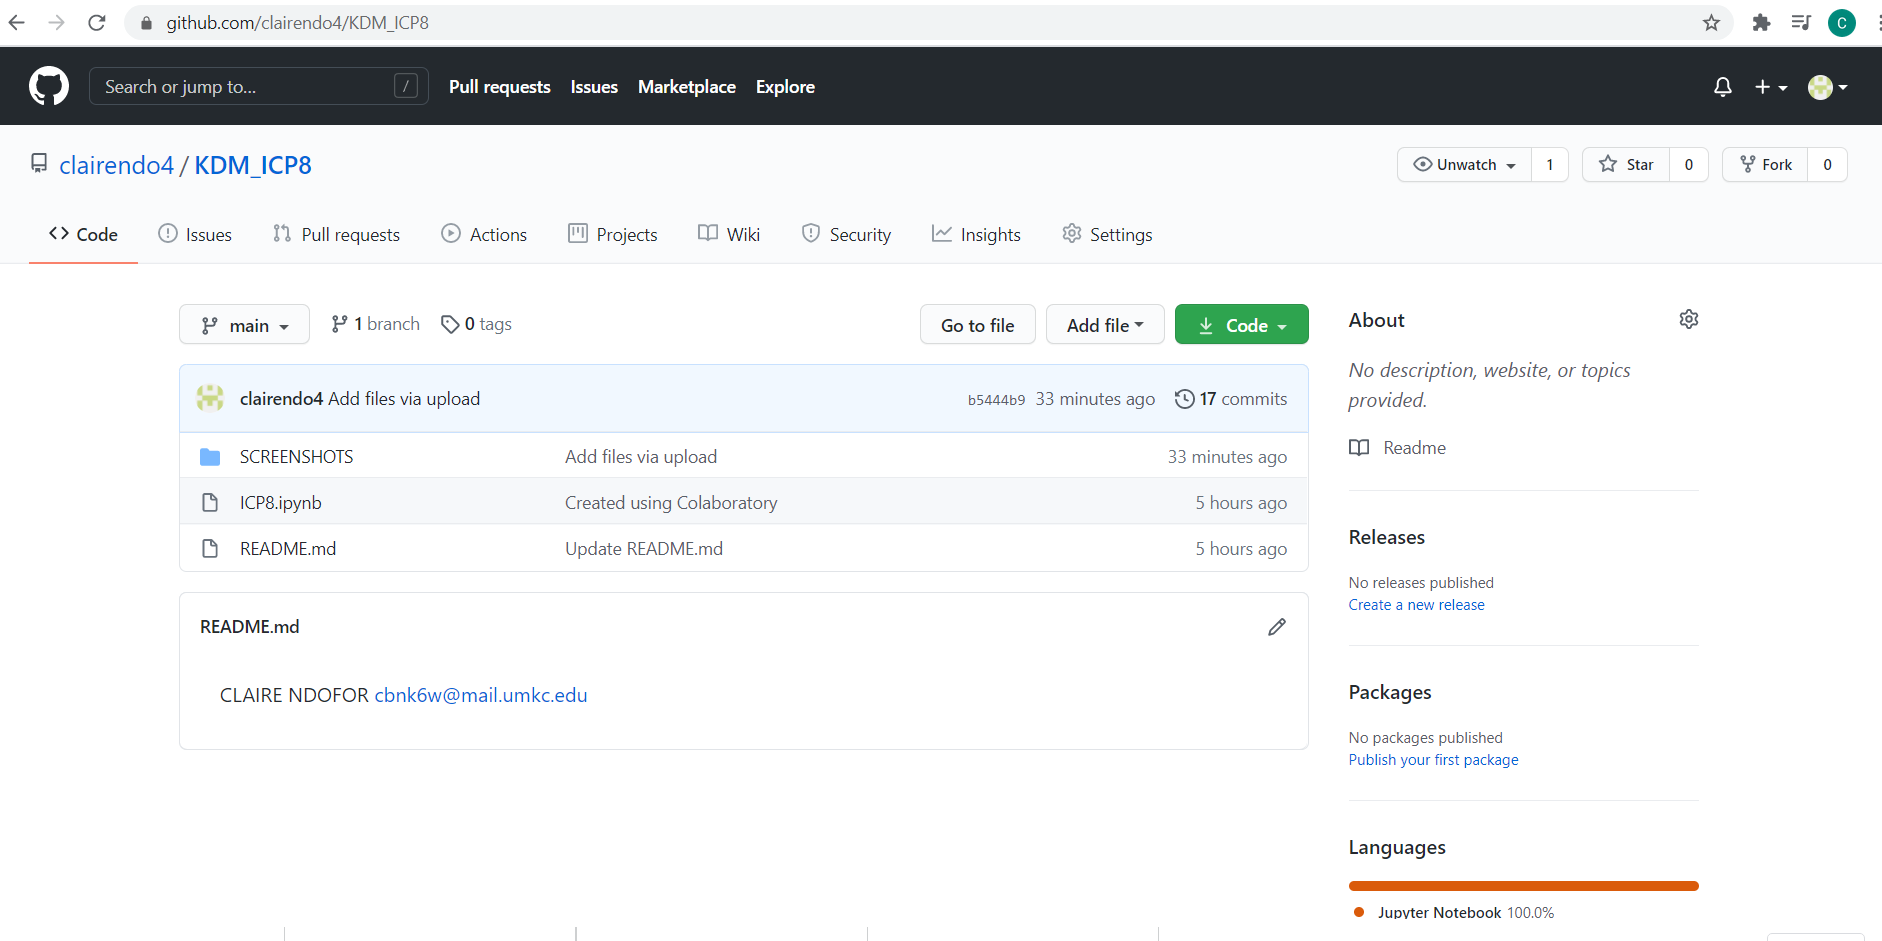 github.com/clairendo4/KDM_ICP8
C
Search or jump to...
/
Pull requests Issues Marketplace Explore
clairendo4 / KDM_ICP8
Unwatch 1 Star 0 Fork 0
Code Issues Pull requests Actions Projects Wiki Security Insights Settings
main 1 branch 0 tags Go to file Add file Code
clairendo4 Add files via upload b5444b9 33 minutes ago 17 commits
SCREENSHOTS Add files via upload 33 minutes ago
ICP8.ipynb Created using Colaboratory 5 hours ago
README.md Update README.md 5 hours ago
README.md
CLAIRE NDOFOR cbnk6w@mail.umkc.edu
About
No description, website, or topics
provided.
Readme
Releases
No releases published
Create a new release
Packages
No packages published
Publish your first package
Languages
Jupyter Notebook 100.0%